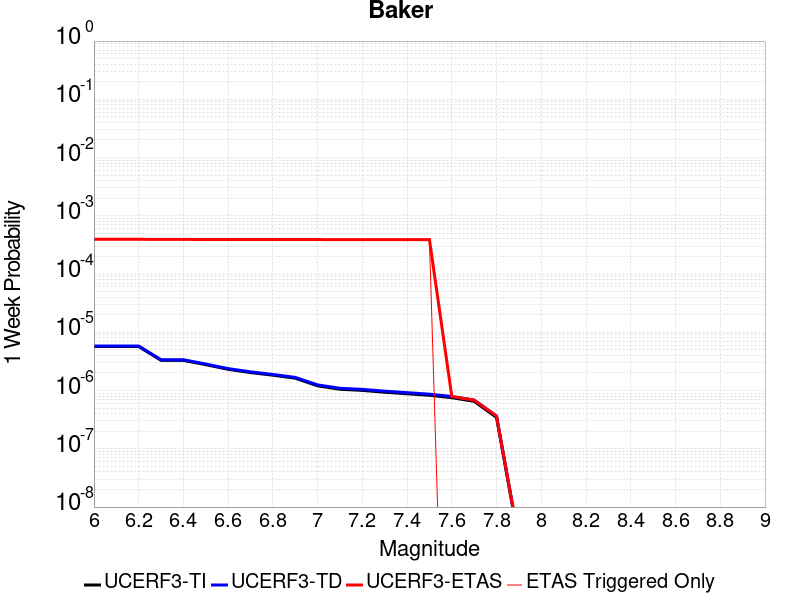 Baker
10^0
10^-1
10^-2
10^-3
10^-4
10^-5
10^-6
10^-7
10^-8
1 Week Probability
6 6.2 6.4 6.6 6.8 7 7.2 7.4 7.6 7.8 8 8.2 8.4 8.6 8.8 9
Magnitude
UCERF3-TI UCERF3-TD UCERF3-ETAS ETAS Triggered Only